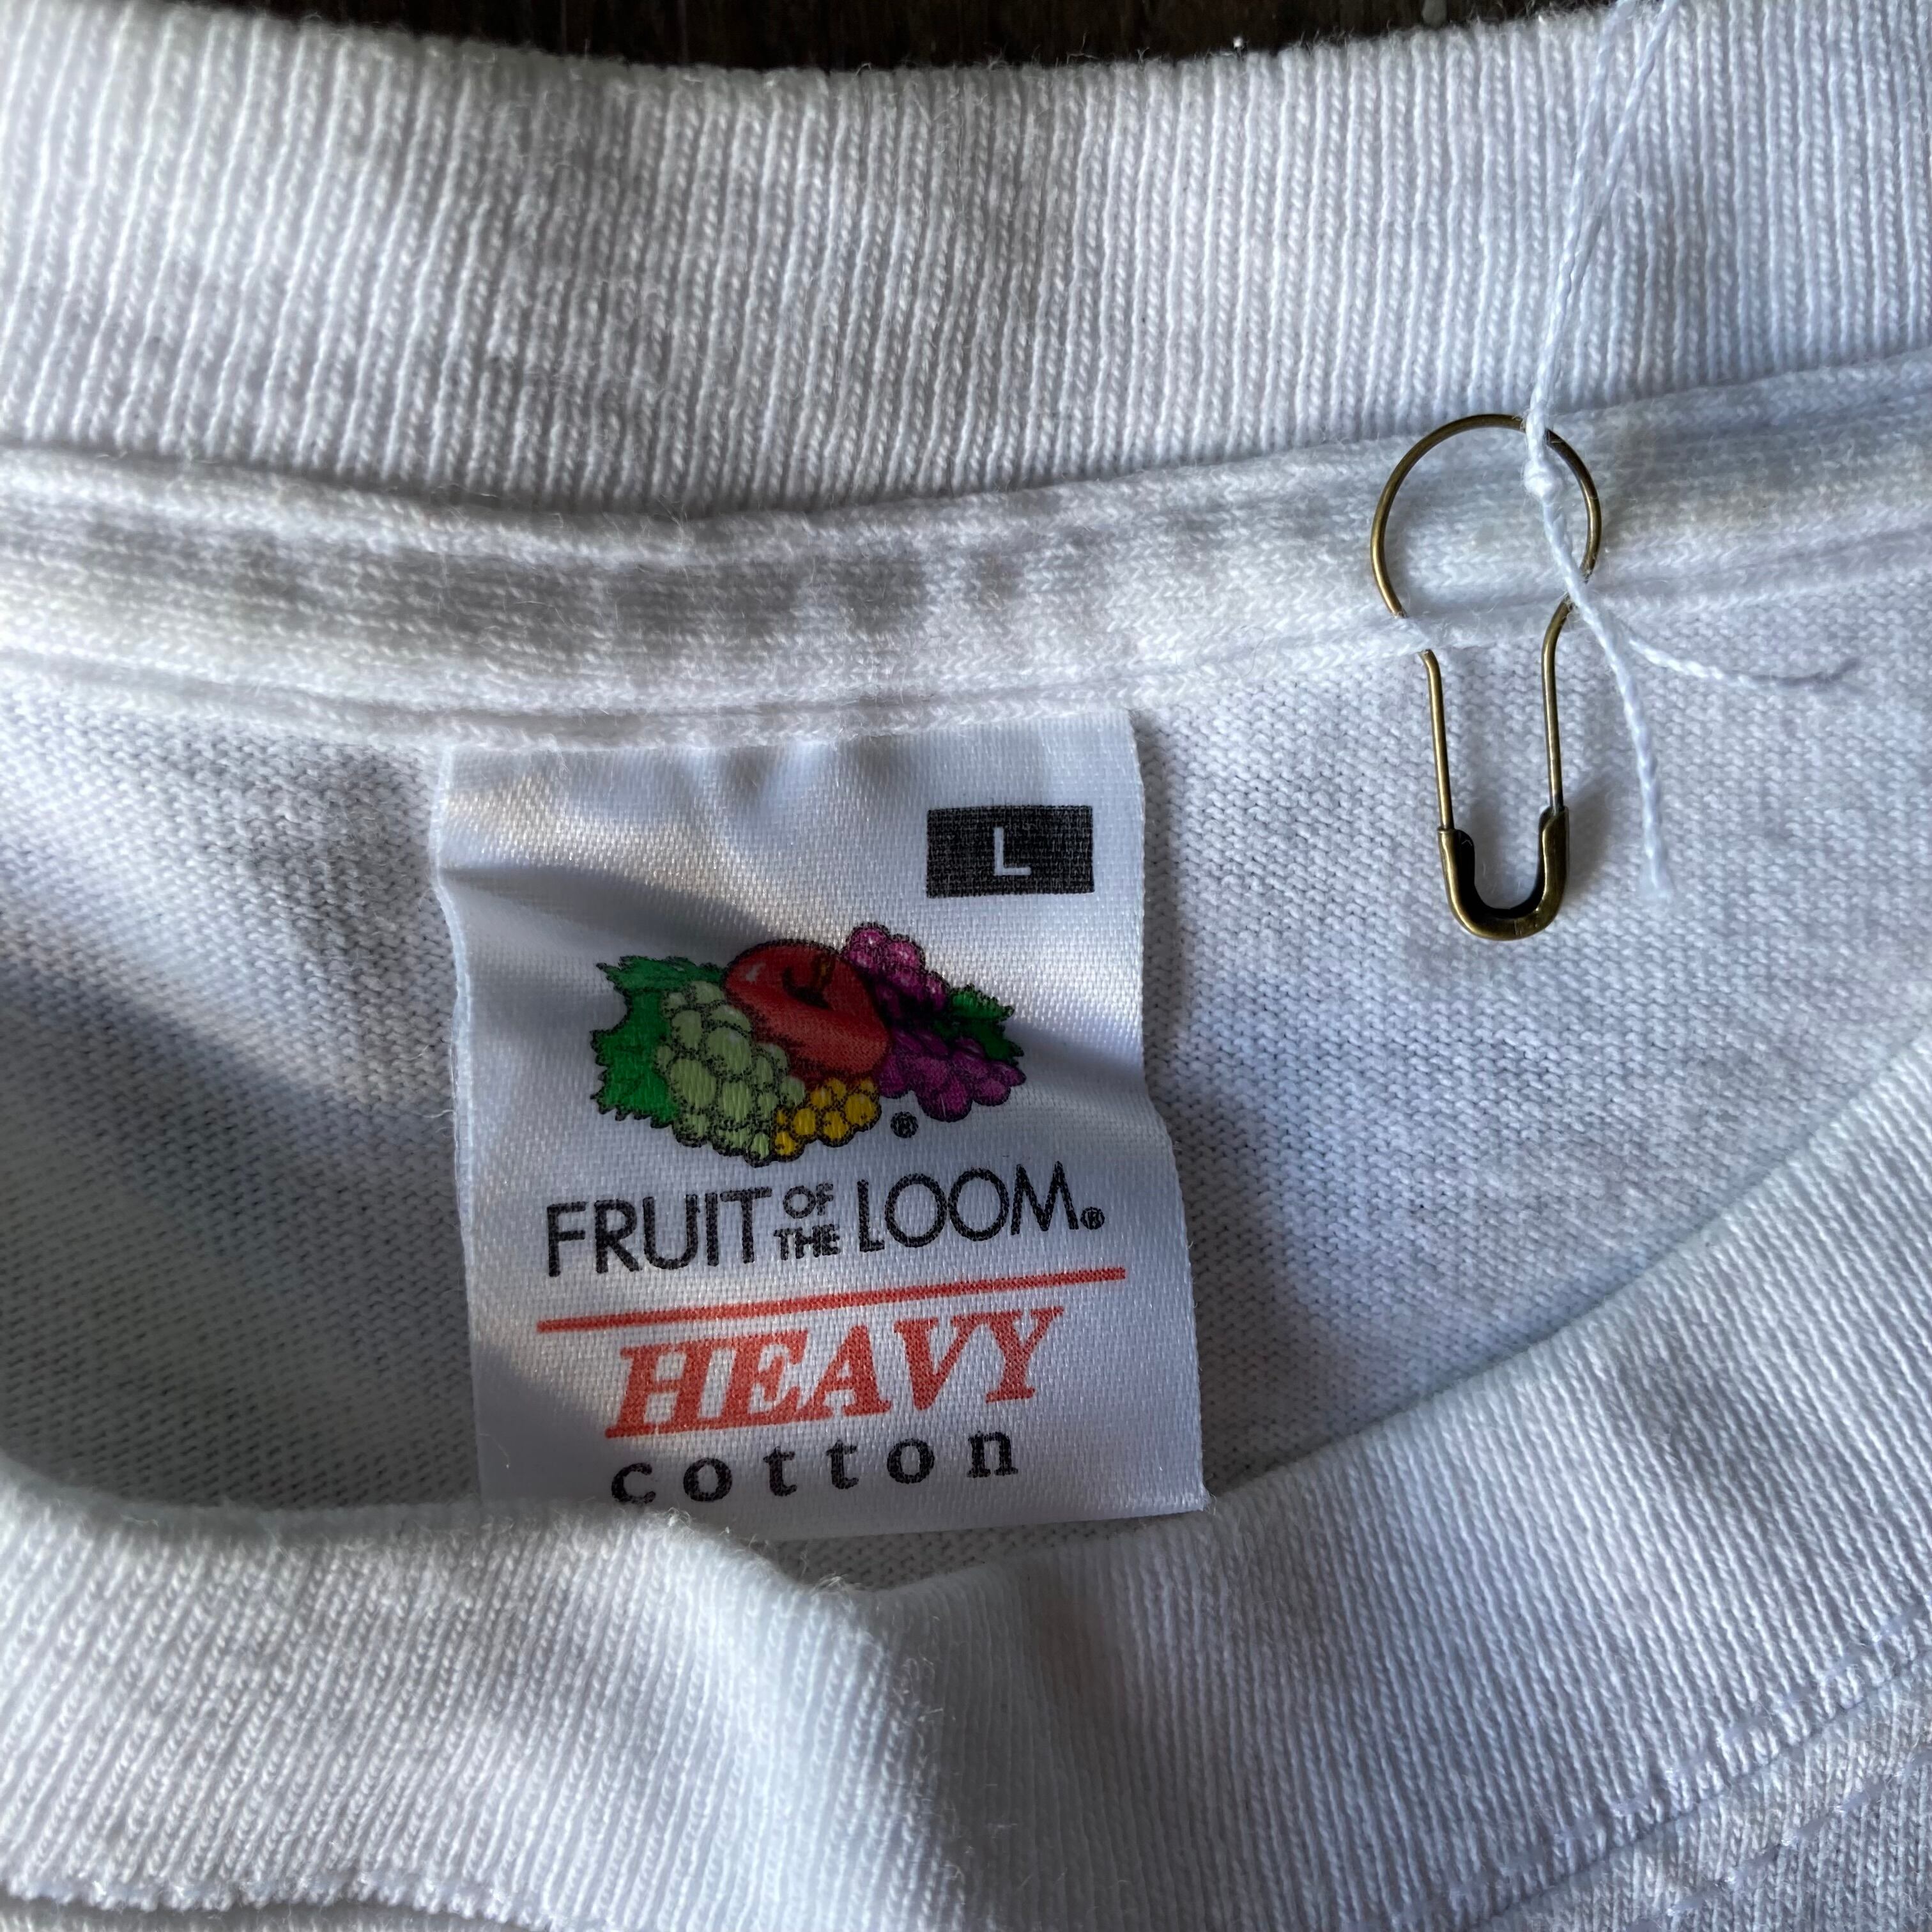 L
®
FRUIT OF THE LOOM®
HEAVY
cotton